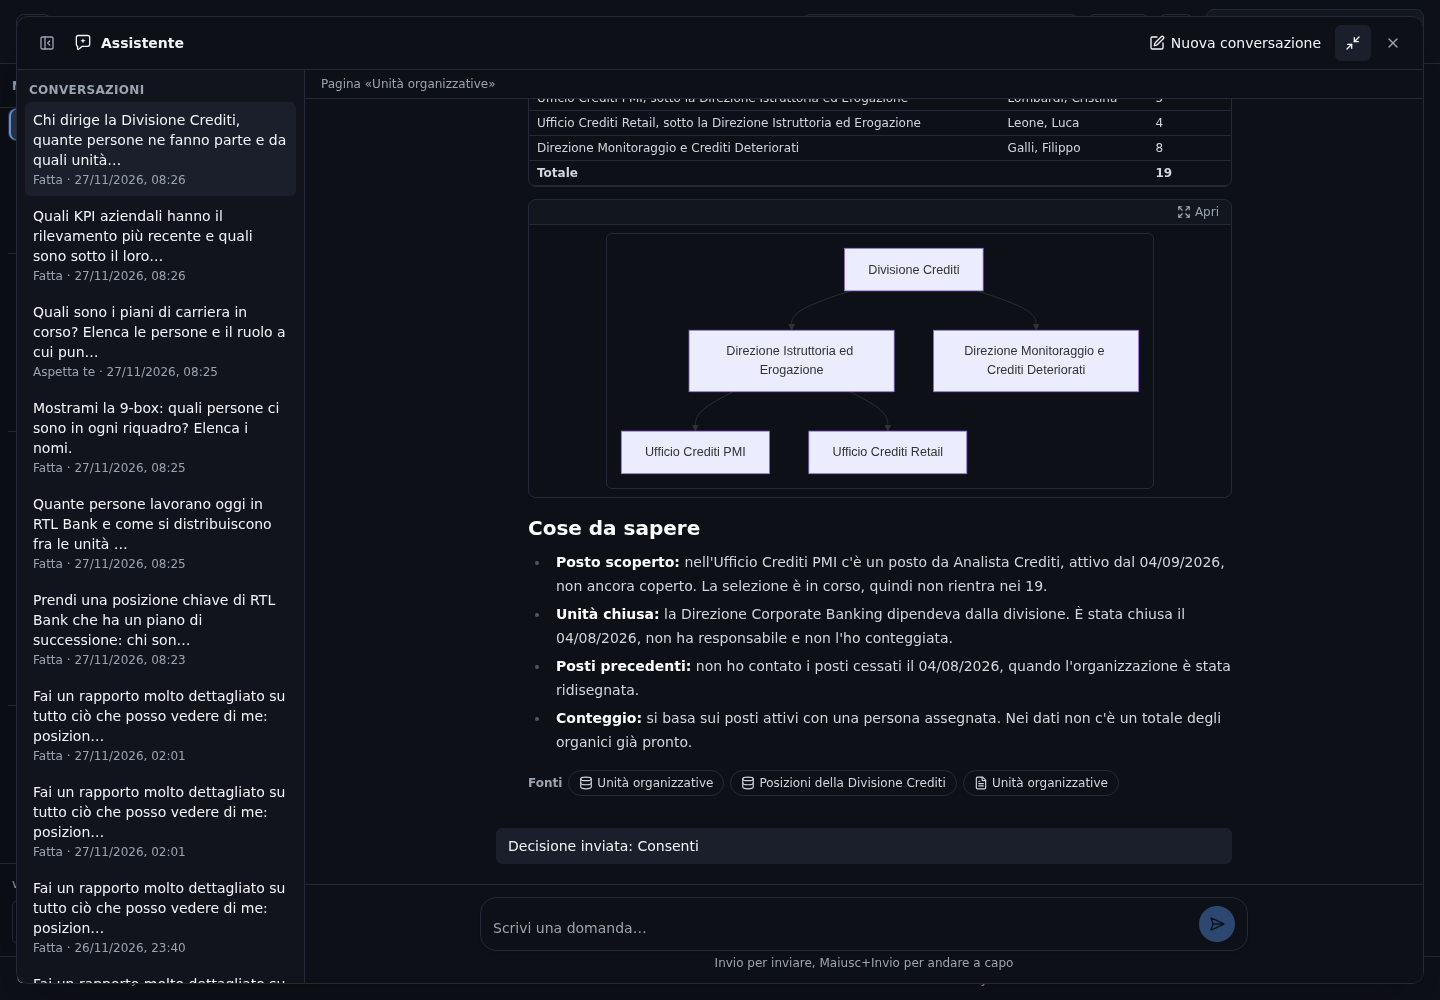 Assistente
Nuova conversazione
CONVERSAZIONI
Chi dirige la Divisione Crediti,
quante persone ne fanno parte e da
quali unità…
Fatta · 27/11/2026, 08:26
Quali KPI aziendali hanno il
rilevamento più recente e quali
sono sotto il loro…
Fatta · 27/11/2026, 08:26
Quali sono i piani di carriera in
corso? Elenca le persone e il ruolo a
cui pun…
Aspetta te · 27/11/2026, 08:25
Mostrami la 9-box: quali persone ci
sono in ogni riquadro? Elenca i
nomi.
Fatta · 27/11/2026, 08:25
Quante persone lavorano oggi in
RTL Bank e come si distribuiscono
fra le unità …
Fatta · 27/11/2026, 08:25
Prendi una posizione chiave di RTL
Bank che ha un piano di
successione: chi son…
Fatta · 27/11/2026, 08:23
Fai un rapporto molto dettagliato su
tutto ciò che posso vedere di me:
posizion…
Fatta · 27/11/2026, 02:01
Fai un rapporto molto dettagliato su
tutto ciò che posso vedere di me:
posizion…
Fatta · 27/11/2026, 02:01
Fai un rapporto molto dettagliato su
tutto ciò che posso vedere di me:
posizion…
Fatta · 26/11/2026, 23:40
Fai un rapporto molto dettagliato su
Pagina «Unità organizzative»
Ufficio Crediti PMI, sotto la Direzione Istruttoria ed Erogazione Lombardi, Cristina
Ufficio Crediti Retail, sotto la Direzione Istruttoria ed Erogazione Leone, Luca 4
Direzione Monitoraggio e Crediti Deteriorati Galli, Filippo 8
Totale 19
Apri
Divisione Crediti
Direzione Istruttoria ed
Erogazione
Direzione Monitoraggio e
Crediti Deteriorati
Ufficio Crediti PMI
Ufficio Crediti Retail
Cose da sapere
Posto scoperto: nell'Ufficio Crediti PMI c'è un posto da Analista Crediti, attivo dal 04/09/2026,
non ancora coperto. La selezione è in corso, quindi non rientra nei 19.
Unità chiusa: la Direzione Corporate Banking dipendeva dalla divisione. È stata chiusa il
04/08/2026, non ha responsabile e non l'ho conteggiata.
Posti precedenti: non ho contato i posti cessati il 04/08/2026, quando l'organizzazione è stata
ridisegnata.
Conteggio: si basa sui posti attivi con una persona assegnata. Nei dati non c'è un totale degli
organici già pronto.
Fonti Unità organizzative Posizioni della Divisione Crediti Unità organizzative
Decisione inviata: Consenti
Scrivi una domanda…
Invio per inviare, Maiusc+Invio per andare a capo